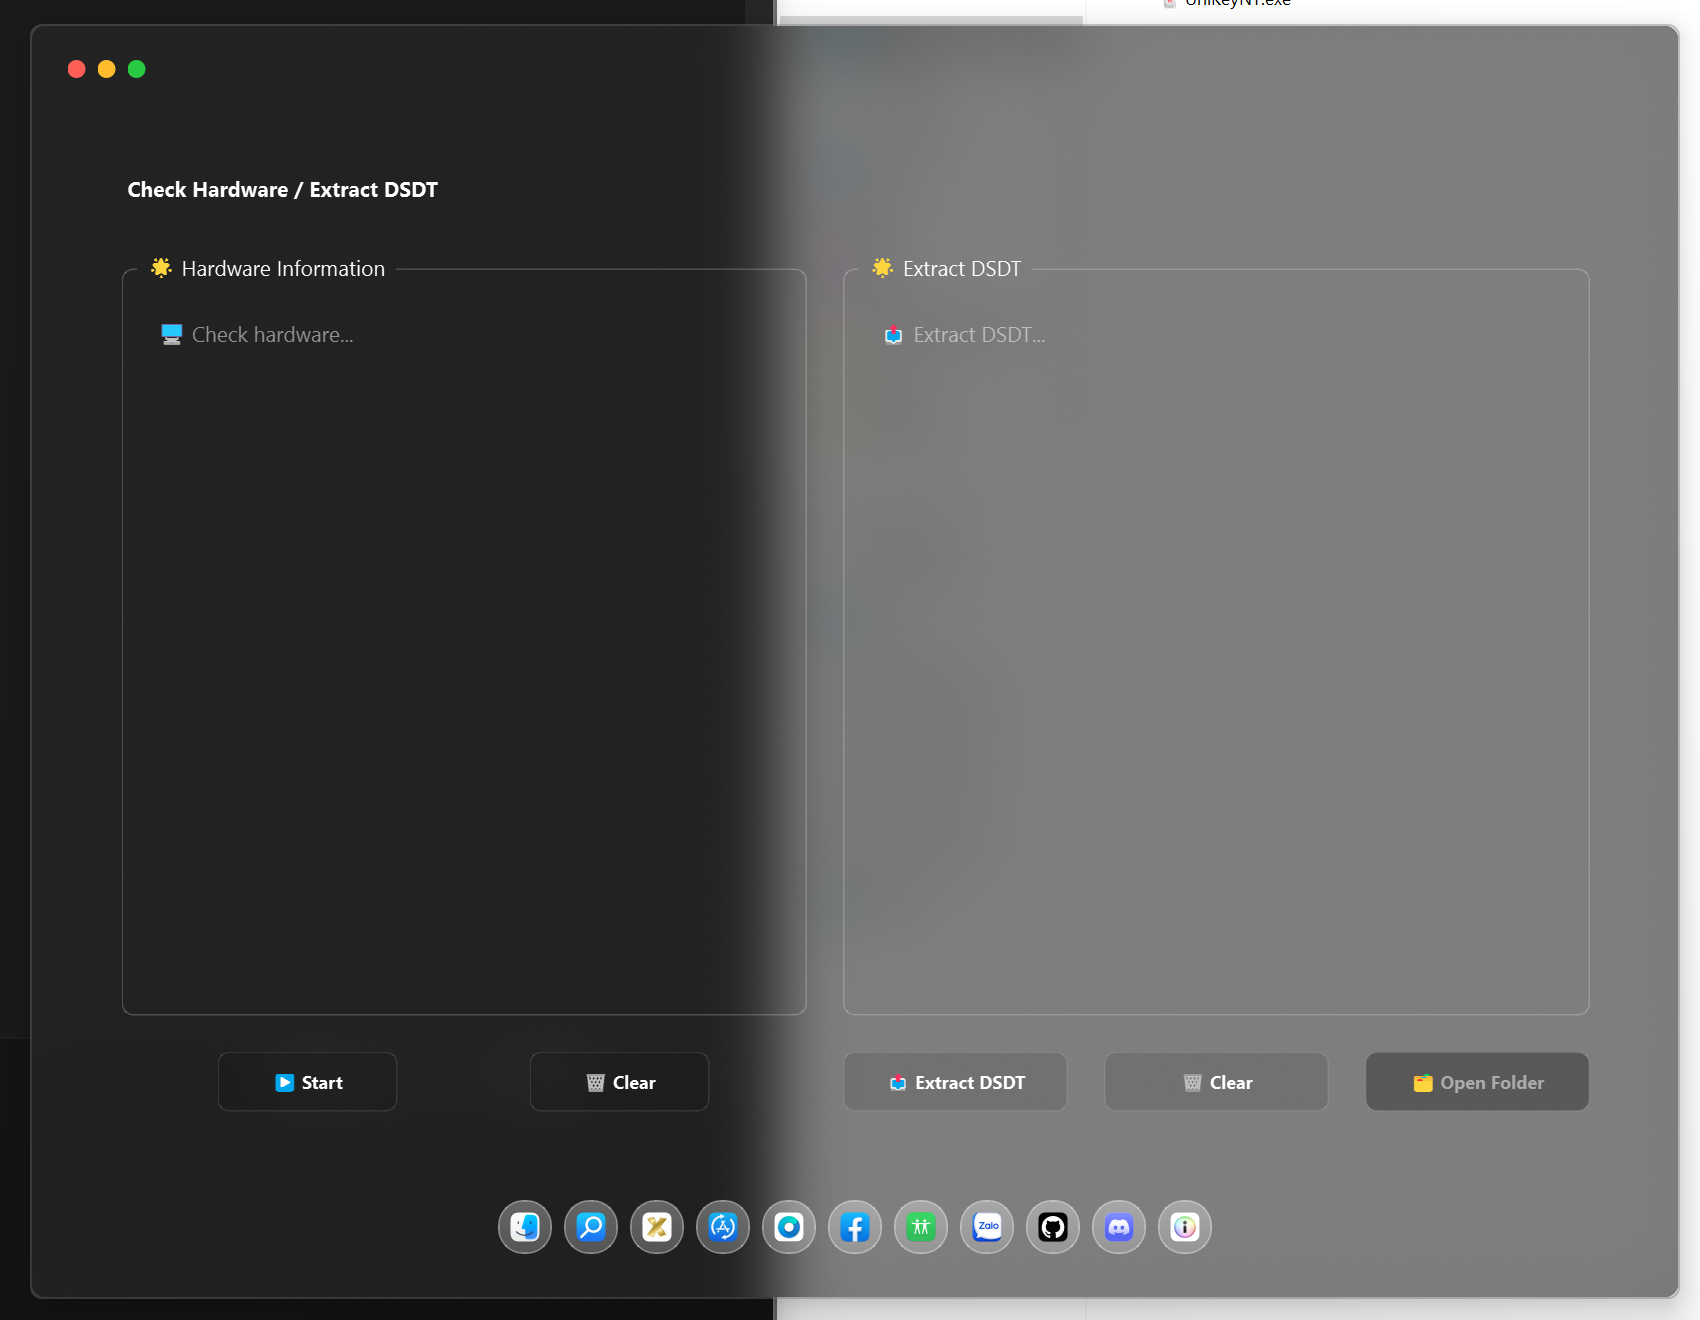 UniKeyNT.exe
Check Hardware / Extract DSDT
Hardware Information
Check hardware...
Extract DSDT
Extract DSDT...
Start
Clear
Extract DSDT
Clear
Open Folder
Zalo